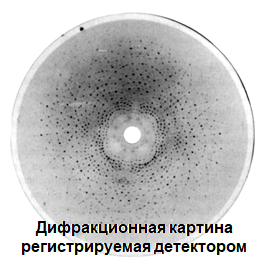 Дифракционная картина
регистрируемая детектором